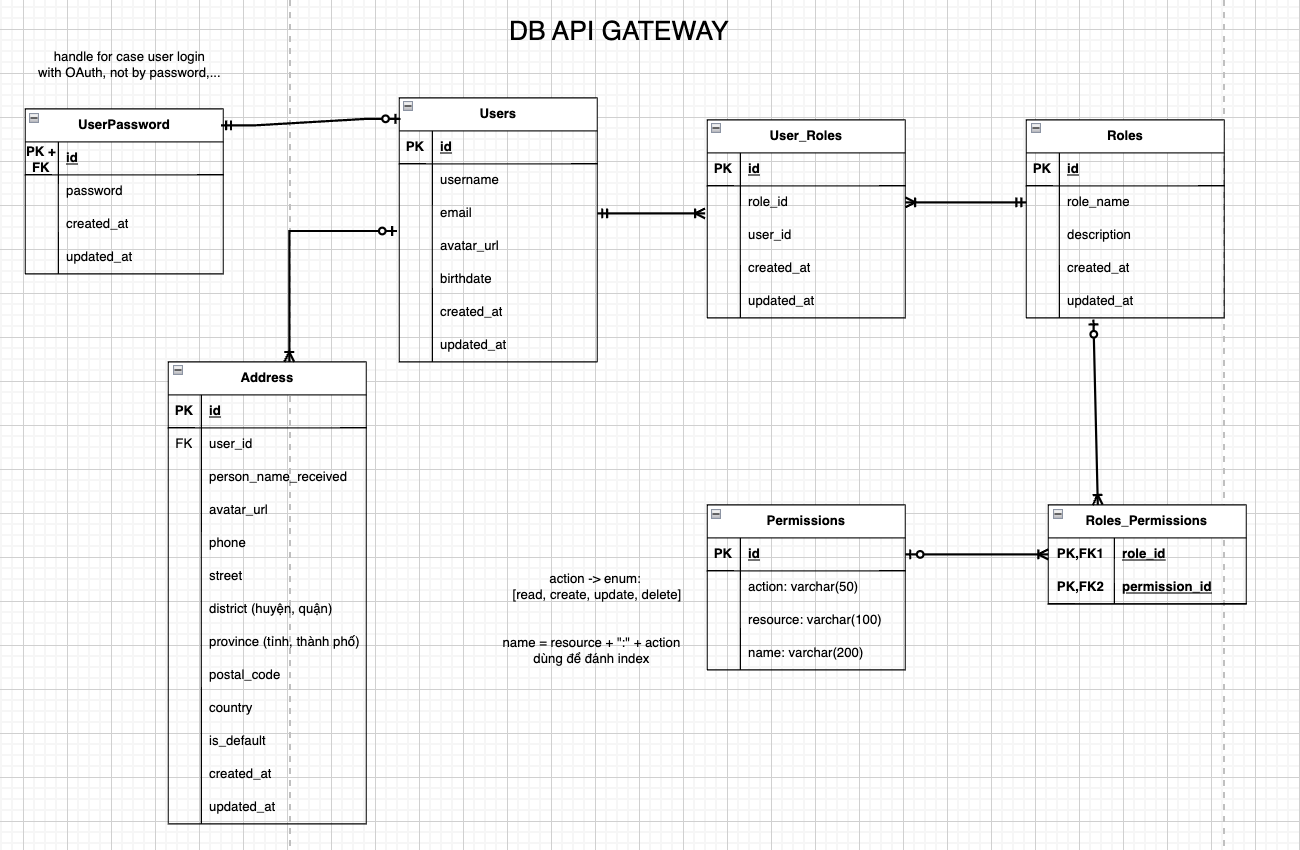 DB API GATEWAY
handle for case user login
with OAuth, not by password,...
UserPassword
PK +
FK
id
password
created_at
updated_at
Users
PK
id
username
email
avatar_url
birthdate
created_at
updated_at
User_Roles
PK
id
role_id
user_id
created_at
updated_at
Roles
PK
id
role_name
description
created_at
updated_at
Address
PK
id
FK
user_id
person_name_received
avatar_url
phone
street
district (huyện, quận)
province (tỉnh, thành phố)
postal_code
country
is_default
created_at
updated_at
action -> enum:
[read, create, update, delete]
name = resource + ":" + action
dùng để đánh index
Permissions
PK
id
action: varchar(50)
resource: varchar(100)
name: varchar(200)
Roles_Permissions
PK,FK1
role_id
PK,FK2
permission_id